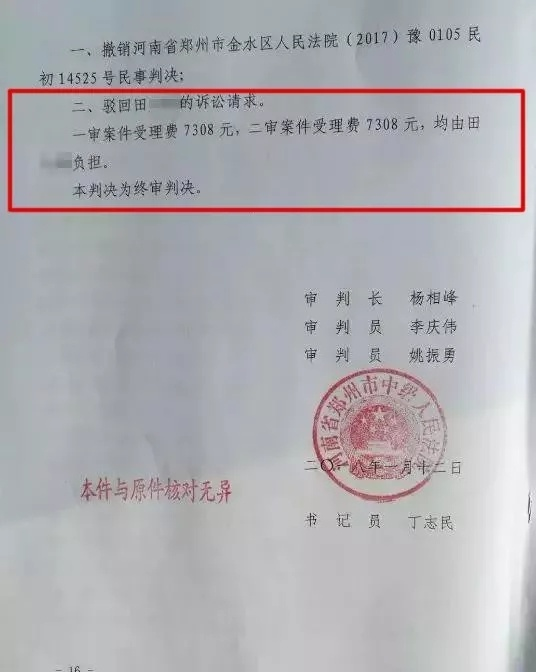 一、撤销河南省郑州市金水区人民法院（2017）豫 0105 民
初 14525 号民事判决；
二、驳回田 的诉讼请求。
一审案件受理费 7308 元，二审案件受理费 7308 元，均由田
负担。
本判决为终审判决。
审 判 长 杨相峰
审 判 员 李庆伟
审 判 员 姚振勇
河南省郑州市中级人民法院
二〇一八年一月十二日
本件与原件核对无异
书 记 员 丁志民
- 16 -